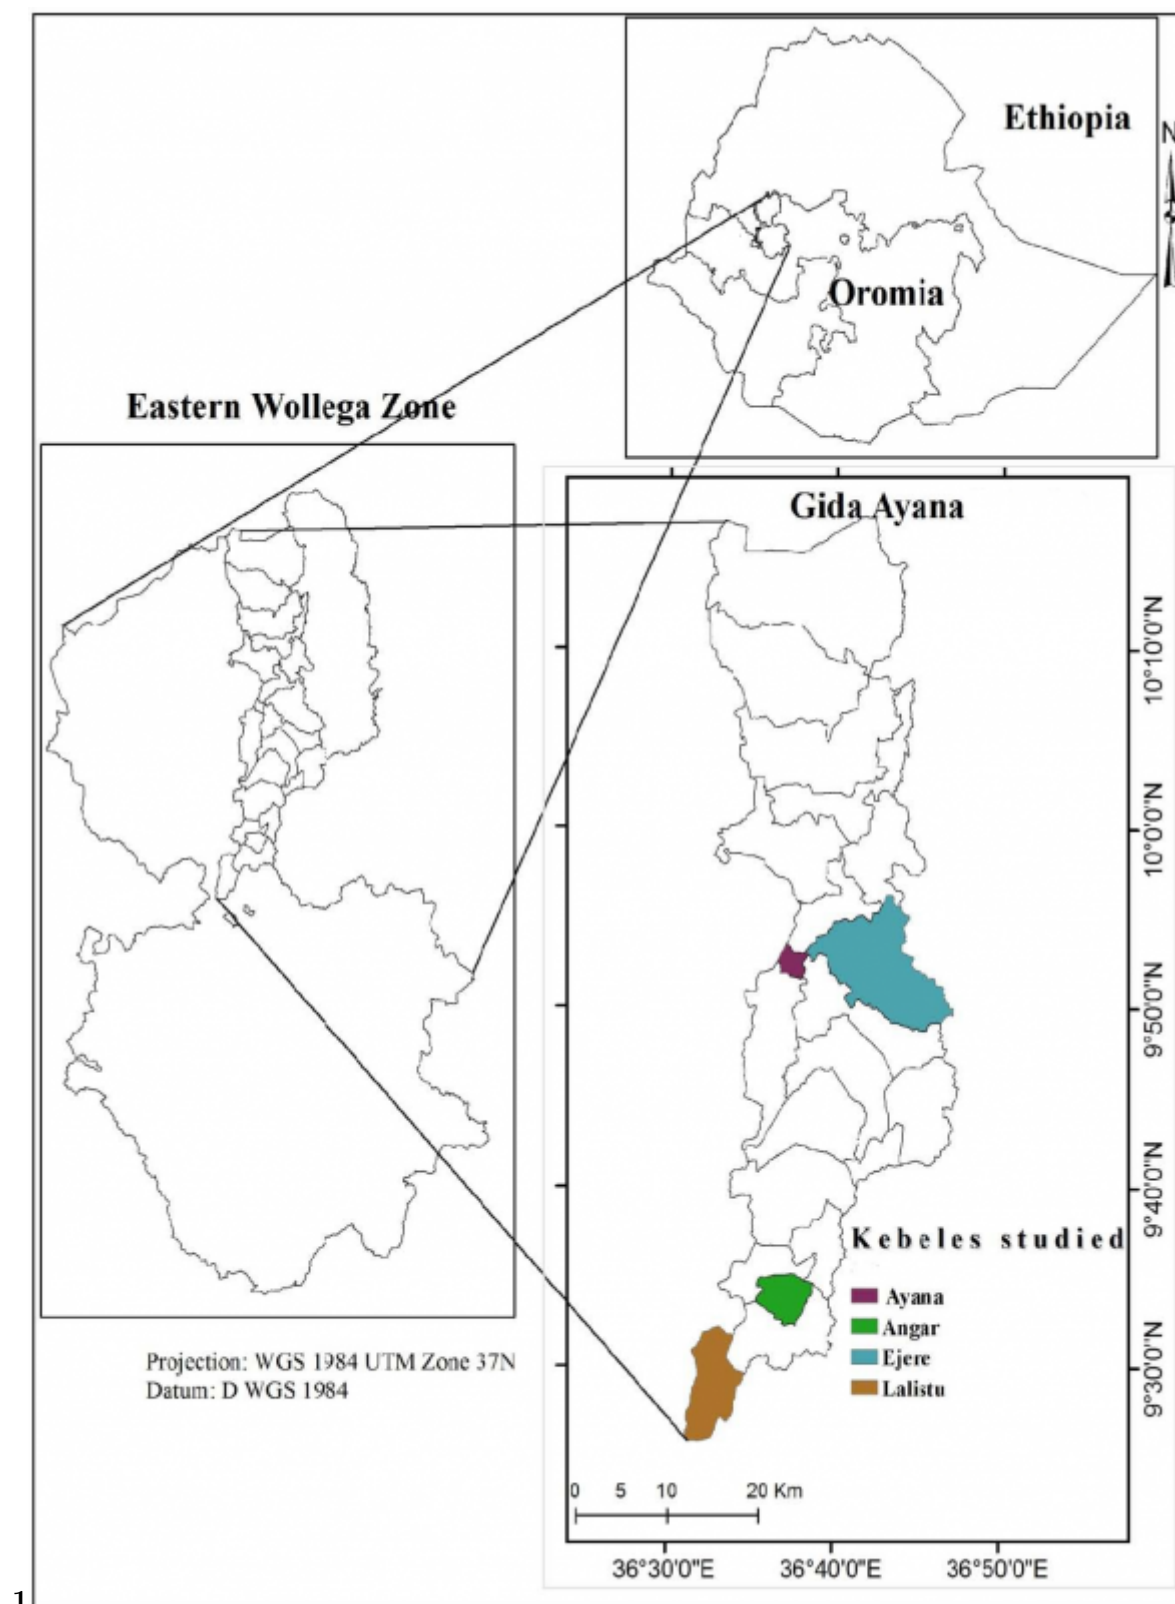 Ethiopia
N
Oromia
Eastern Wollega Zone
Gida Ayana
10°10'0"N
10°0'0"N
9°50'0"N
9°40'0"N
9°30'0"N
Kebeles studied
Ayana
Angar
Ejere
Lalistu
Projection: WGS 1984 UTM Zone 37N
Datum: D WGS 1984
0 5 10 20 Km
36°30'0"E 36°40'0"E 36°50'0"E
1